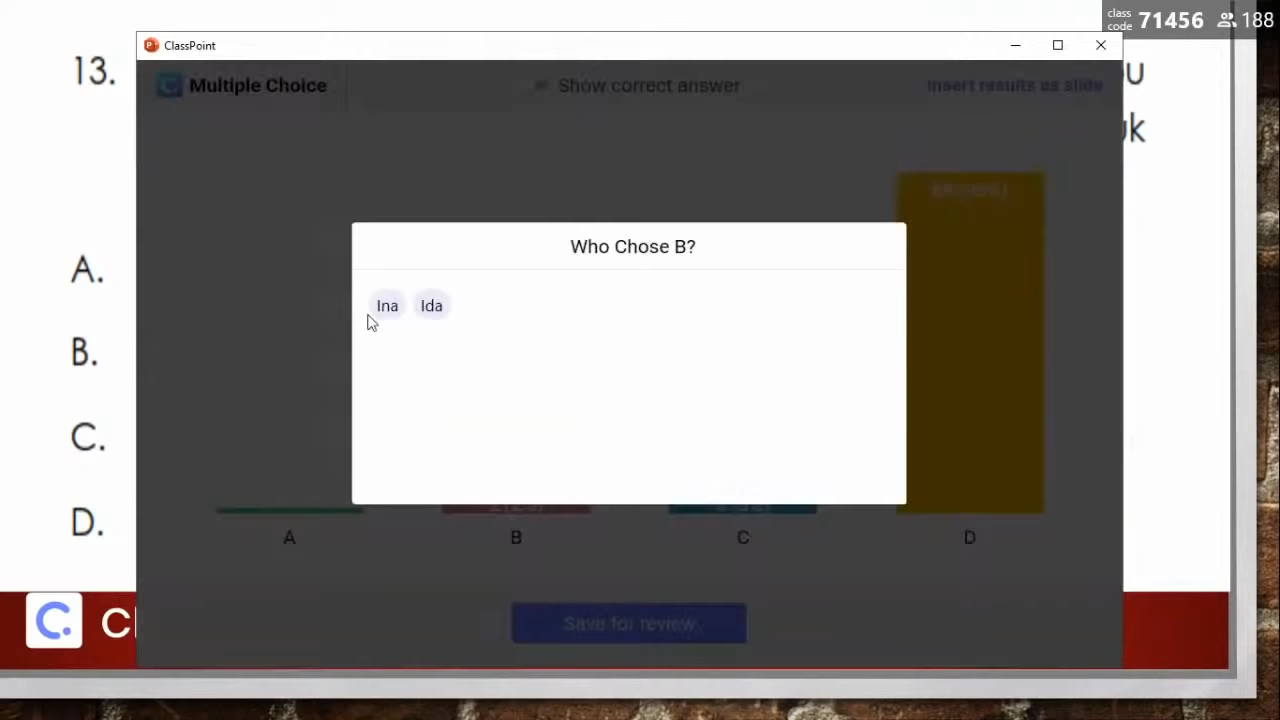 class code 71456 188
ClassPoint
13.
Multiple Choice
Show correct answer
Insert results as slide
u
uk
Who Chose B?
Ina Ida
A.
B.
C.
D.
A B C D
Save for review